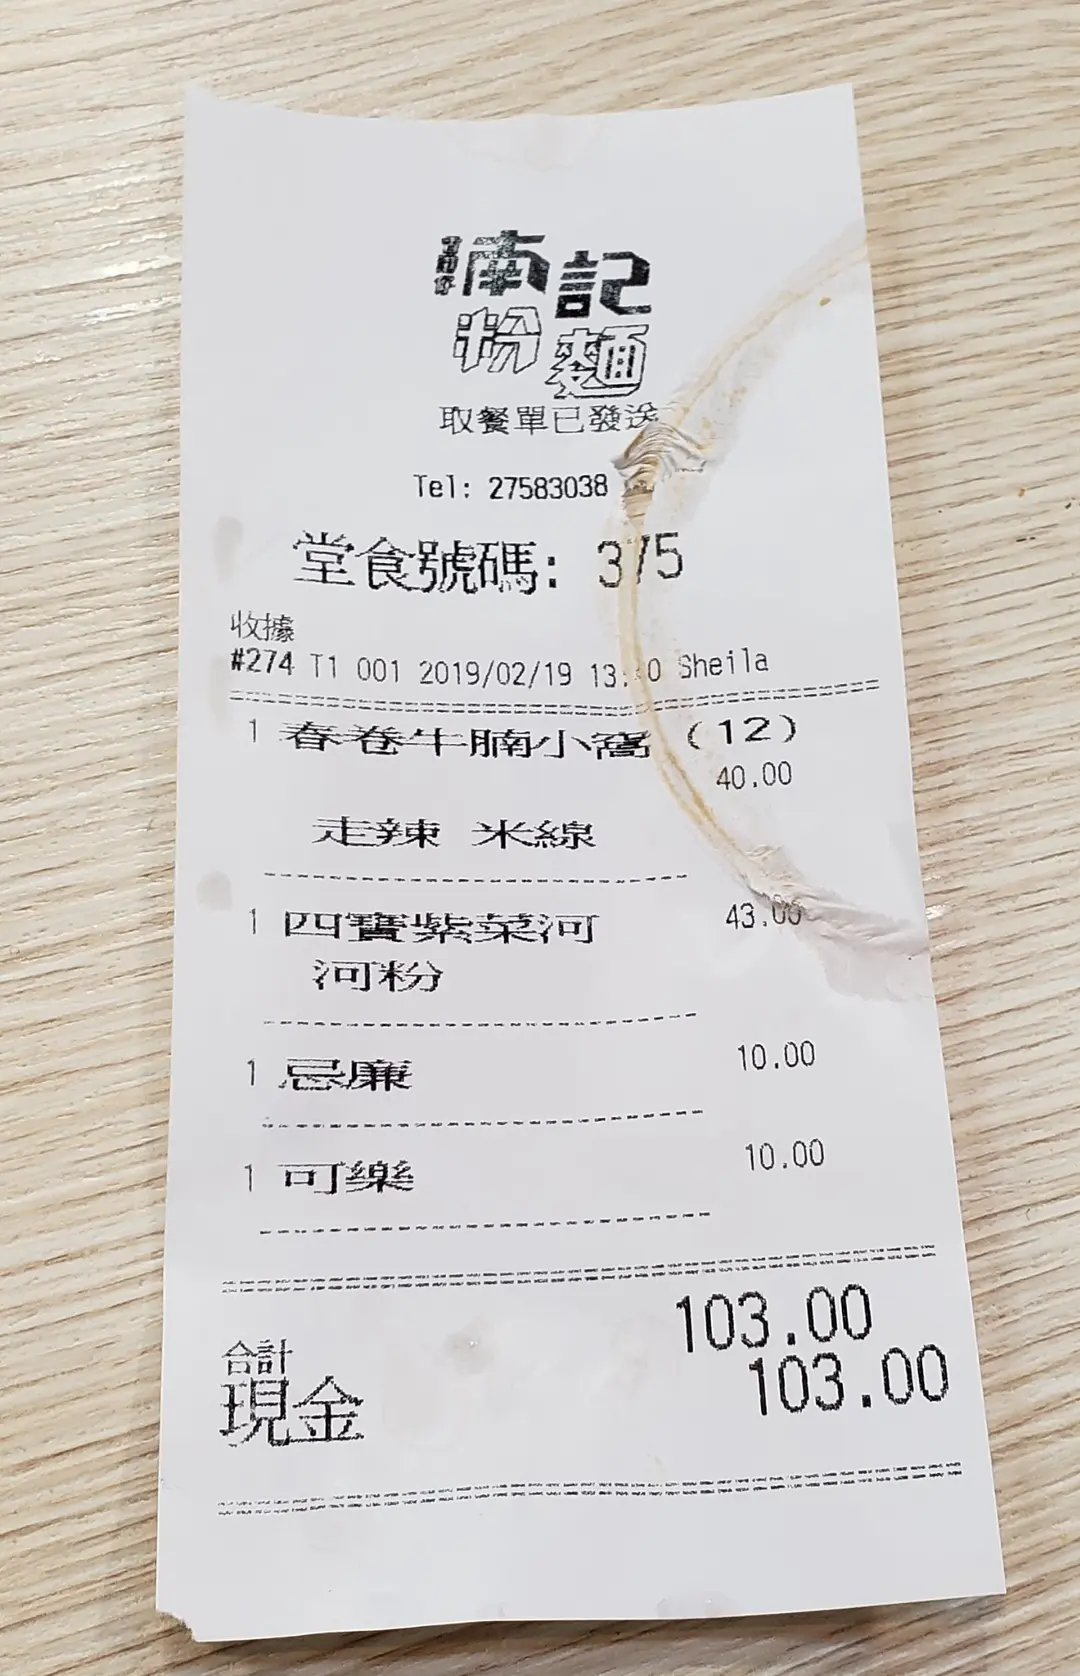 南記
粉麵
取餐單已發送
Tel: 27583038
堂食號碼: 375
收據
#274 T1 001 2019/02/19 Sheila
1 春卷牛腩小窩 (12)
40.00
走辣 米線
1 四寶紫菜河 43.00
河粉
1 忌廉 10.00
1 可樂 10.00
合計 103.00
現金 103.00